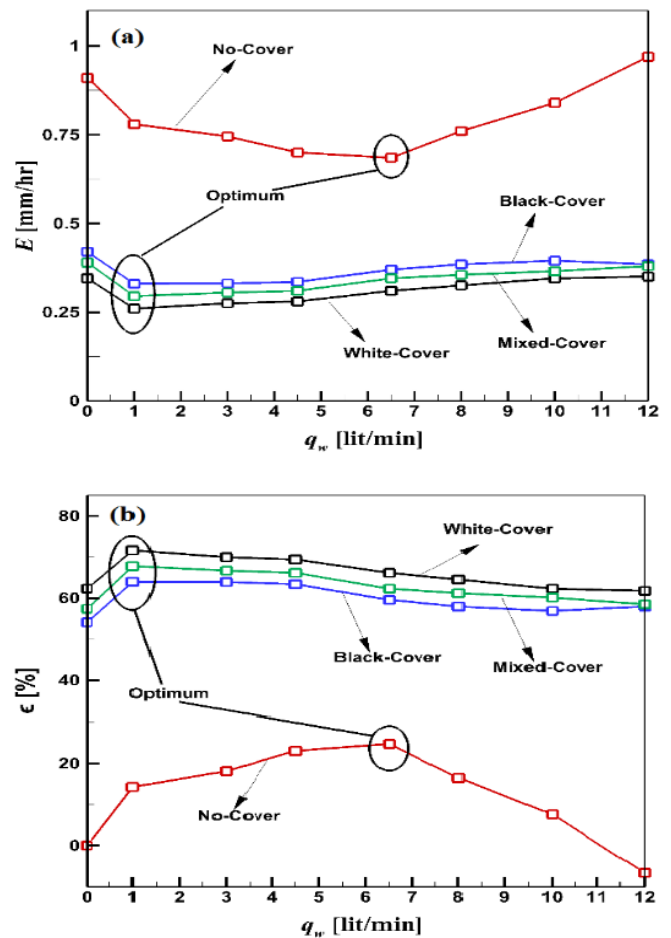 (a)
No-Cover
1
0.75
Optimum
E [mm/hr]
0.5
Black-Cover
0.25
White-Cover
Mixed-Cover
0
0 1 2 3 4 5 6 7 8 9 10 11 12
q_w [lit/min]
(b)
80
White-Cover
60
Black-Cover
Mixed-Cover
ϵ [%]
40
Optimum
20
No-Cover
0
0 1 2 3 4 5 6 7 8 9 10 11 12
q_w [lit/min]